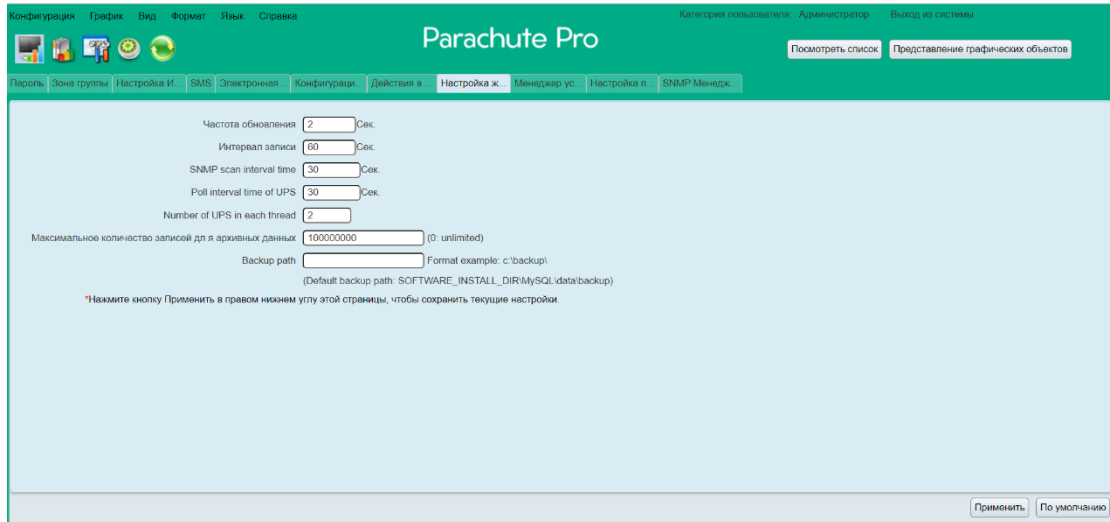 Конфигурация График Вид Формат Язык Справка
Категория пользователя: Администратор Выход из системы
Parachute Pro
Посмотреть список Представление графических объектов
Пароль Зона группы Настройка И... SMS Электронная... Конфигураци... Действия в ... Настройка ж... Менеджер ус... Настройка п... SNMP Менедж...
Частота обновления 2 Сек.
Интервал записи 60 Сек.
SNMP scan interval time 30 Сек.
Poll interval time of UPS 30 Сек.
Number of UPS in each thread 2
Максимальное количество записей дл я архивных данных 100000000 (0: unlimited)
Backup path Format example: c:\backup\
(Default backup path: SOFTWARE_INSTALL_DIR\MySQL\data\backup)
*Нажмите кнопку Применить в правом нижнем углу этой страницы, чтобы сохранить текущие настройки.
Применить По умолчанию